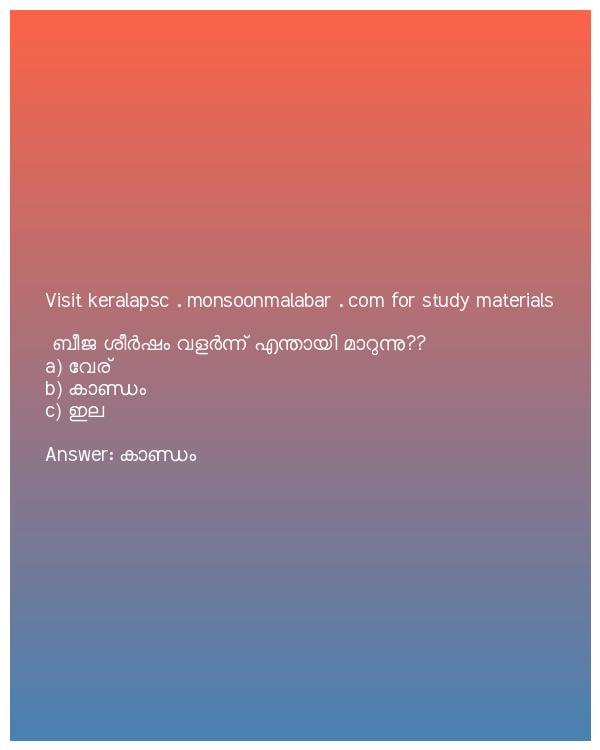 Visit keralapsc . monsoonmalabar . com for study materials
ബീജ ശീർഷം വളർന്ന് എന്തായി മാറുന്നു??
a) വേര്
b) കാണ്ഡം
c) ഇല
Answer: കാണ്ഡം